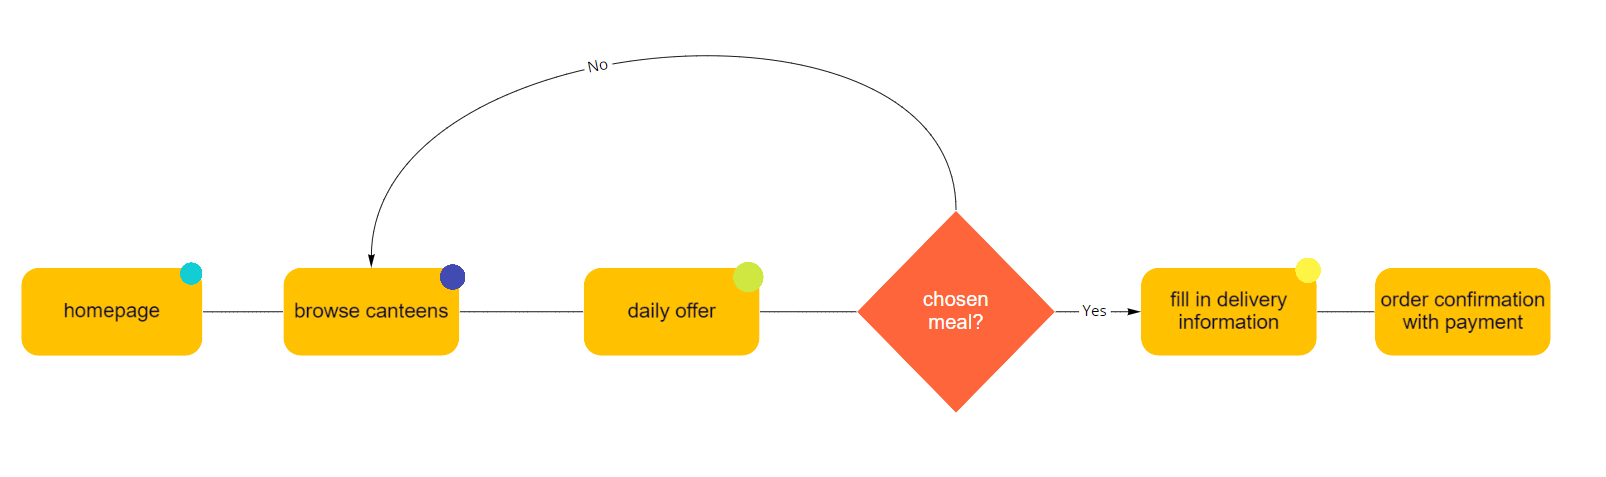 No
homepage
browse canteens
daily offer
chosen
meal?
Yes
fill in delivery
information
order confirmation
with payment